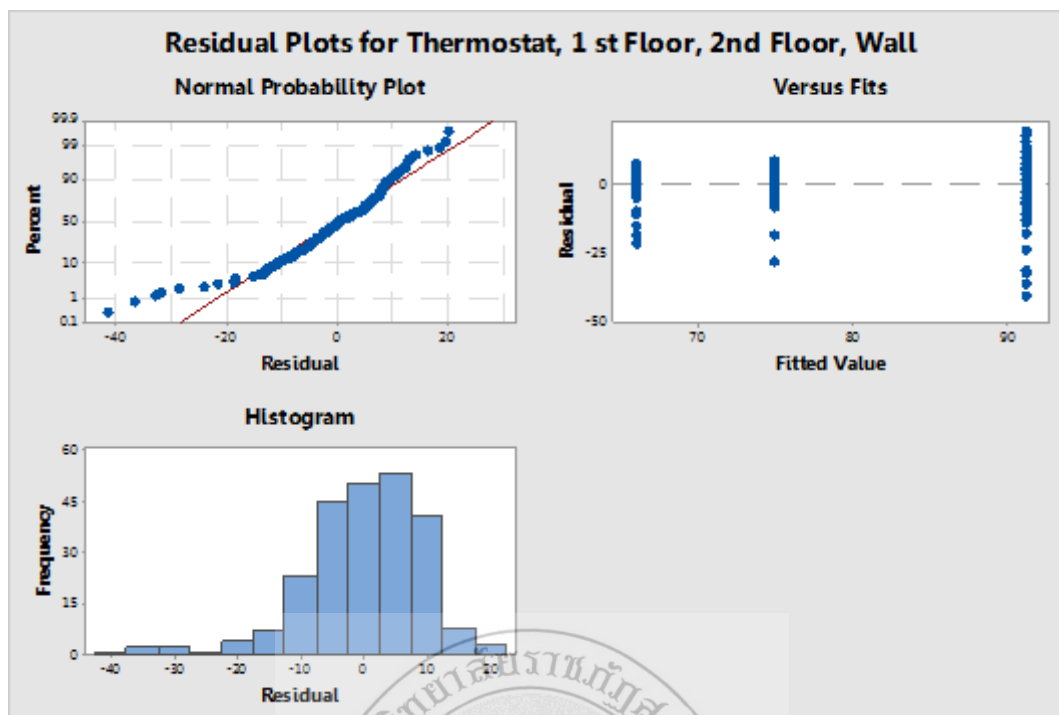 Residual Plots for Thermostat, 1 st Floor, 2nd Floor, Wall
Normal Probability Plot
99.9
99
90
50
10
1
0.1
Percent
-40
-20
0
20
Residual
Versus Fits
0
-25
-50
Residual
70
80
90
Fitted Value
Histogram
60
45
30
15
0
Frequency
-40
-30
-20
-10
0
10
20
Residual